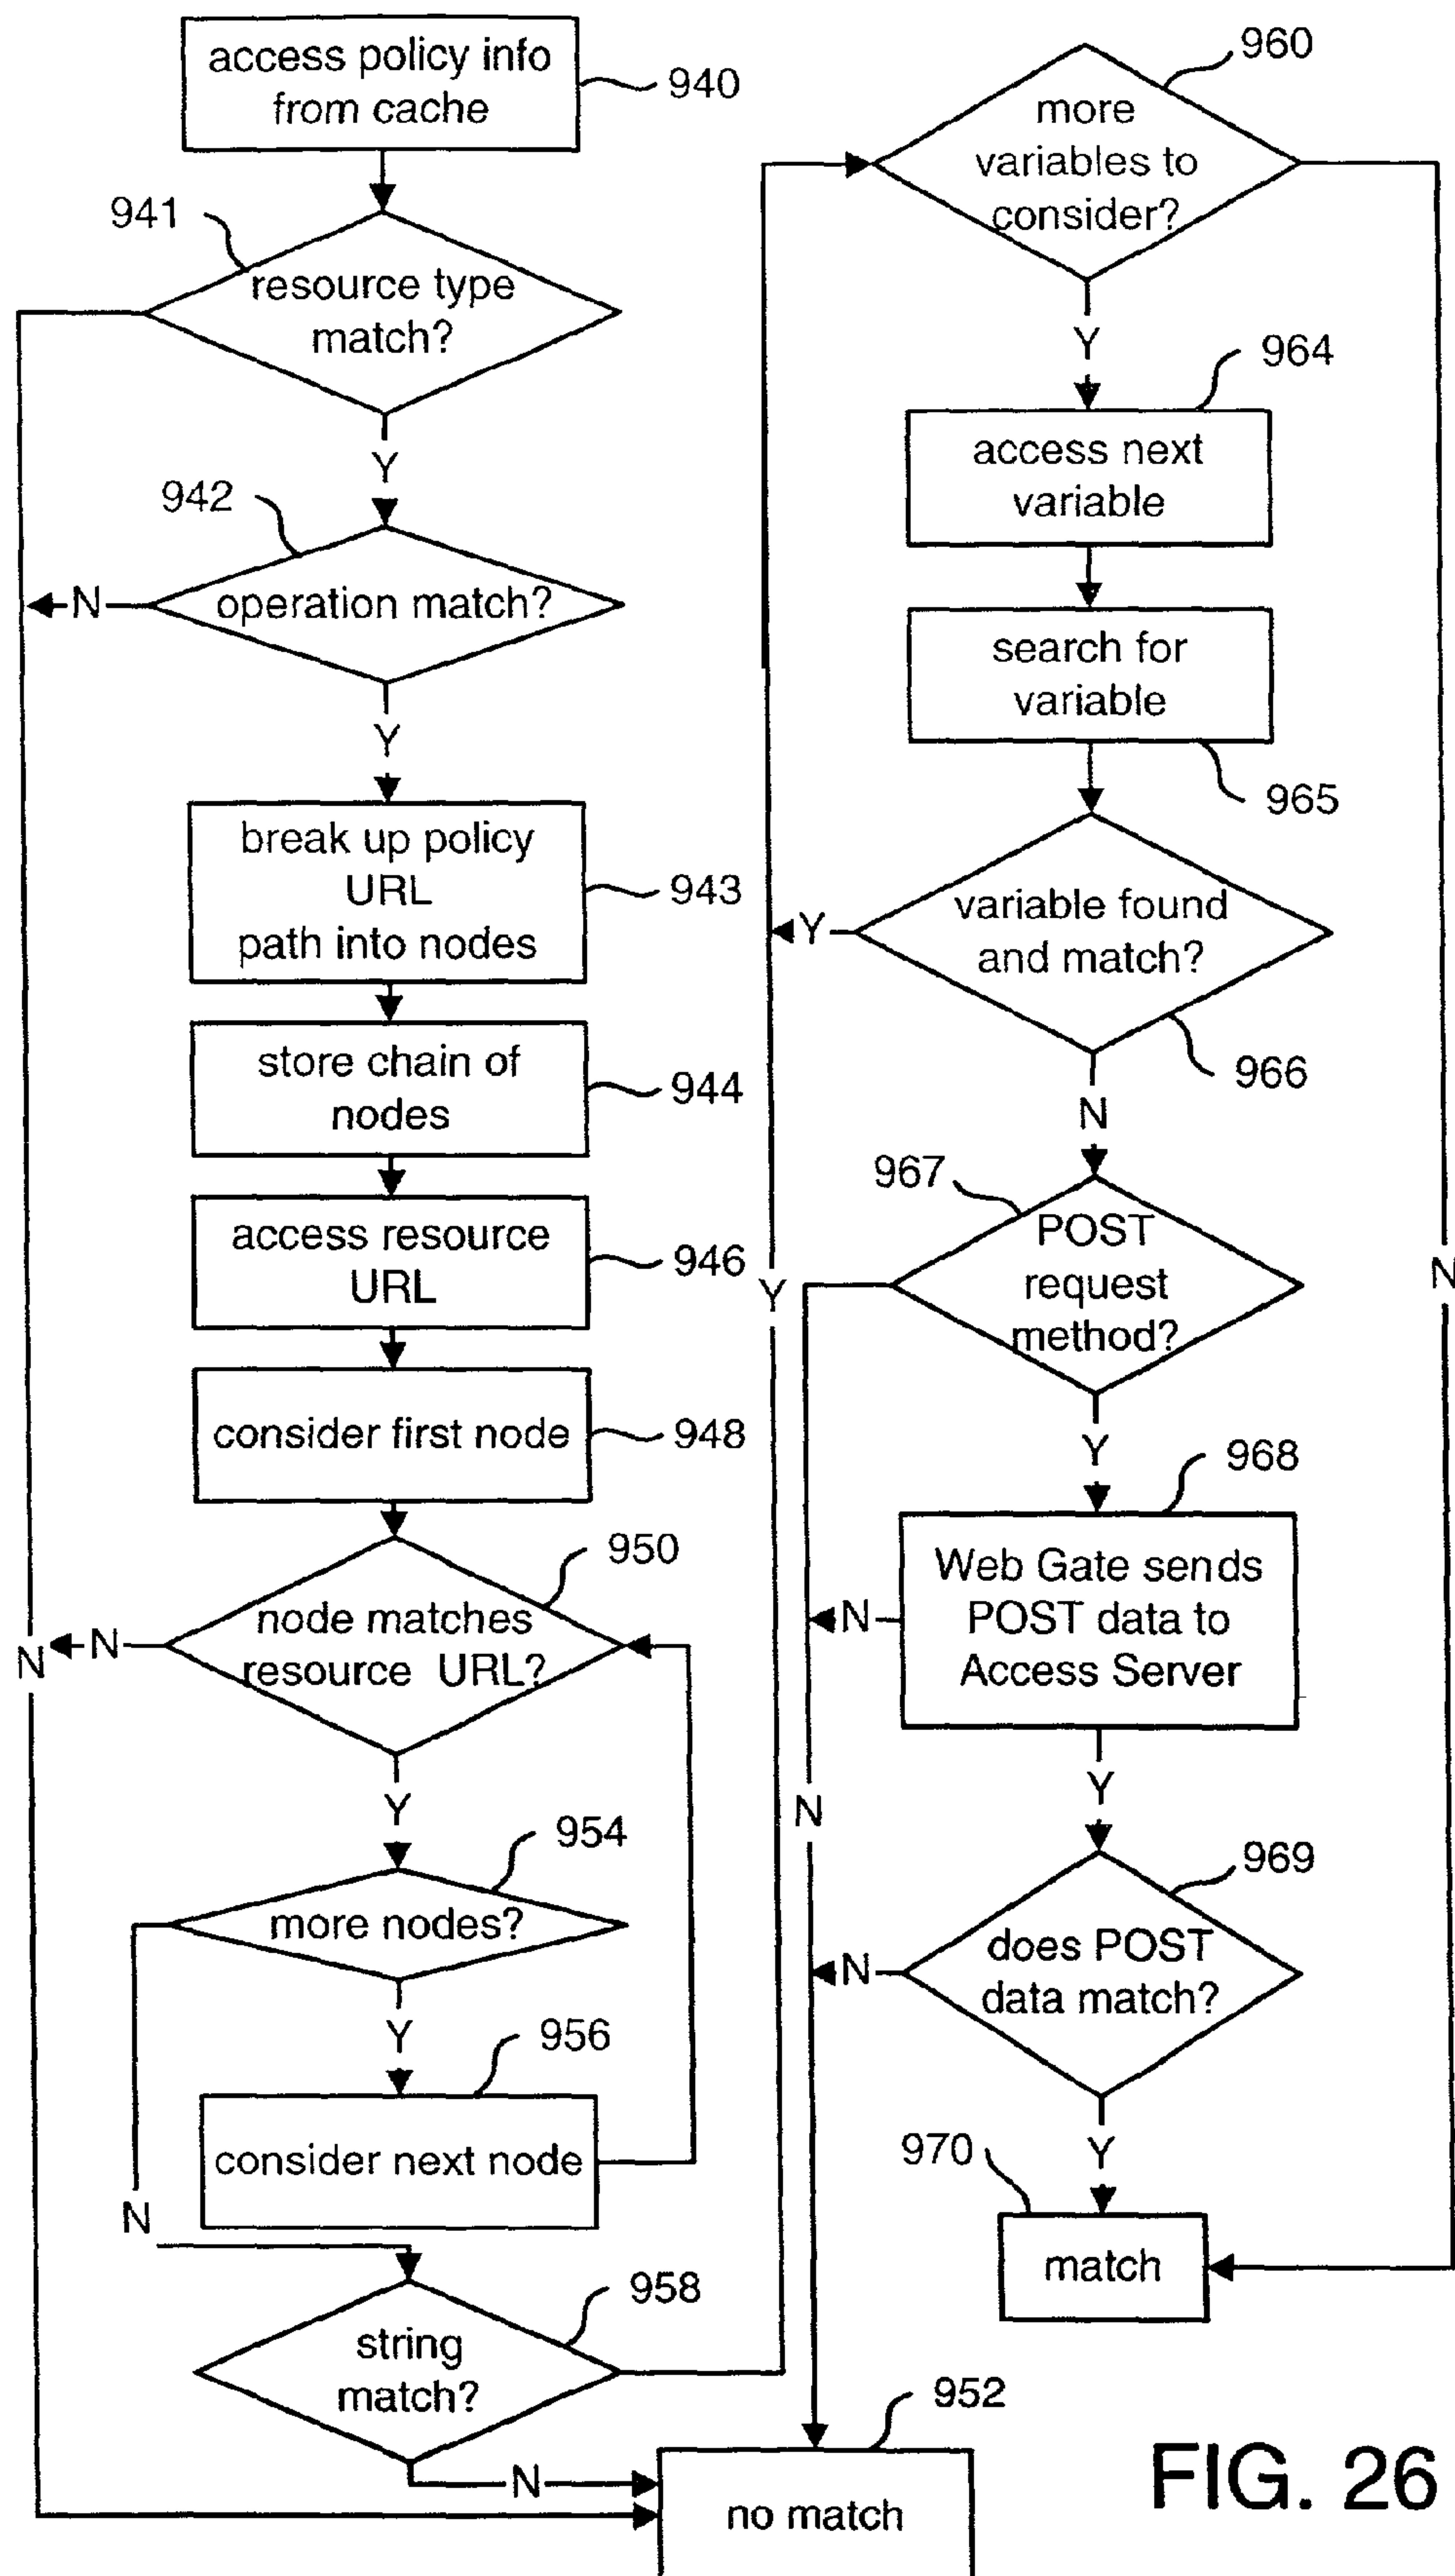 access policy info
from cache
940
941
resource type
match?
Y
942
operation match?
N
Y
break up policy
URL
path into nodes
943
store chain of
nodes
944
access resource
URL
946
consider first node
948
950
node matches
resource URL?
N
N
Y
954
more nodes?
Y
956
consider next node
N
958
string
match?
N
Y
960
more
variables to
consider?
Y
N
964
access next
variable
search for
variable
965
variable found
and match?
Y
966
N
967
POST
request
method?
Y
968
Web Gate sends
POST data to
Access Server
N
Y
N
969
does POST
data match?
N
Y
970
match
952
no match
FIG. 26